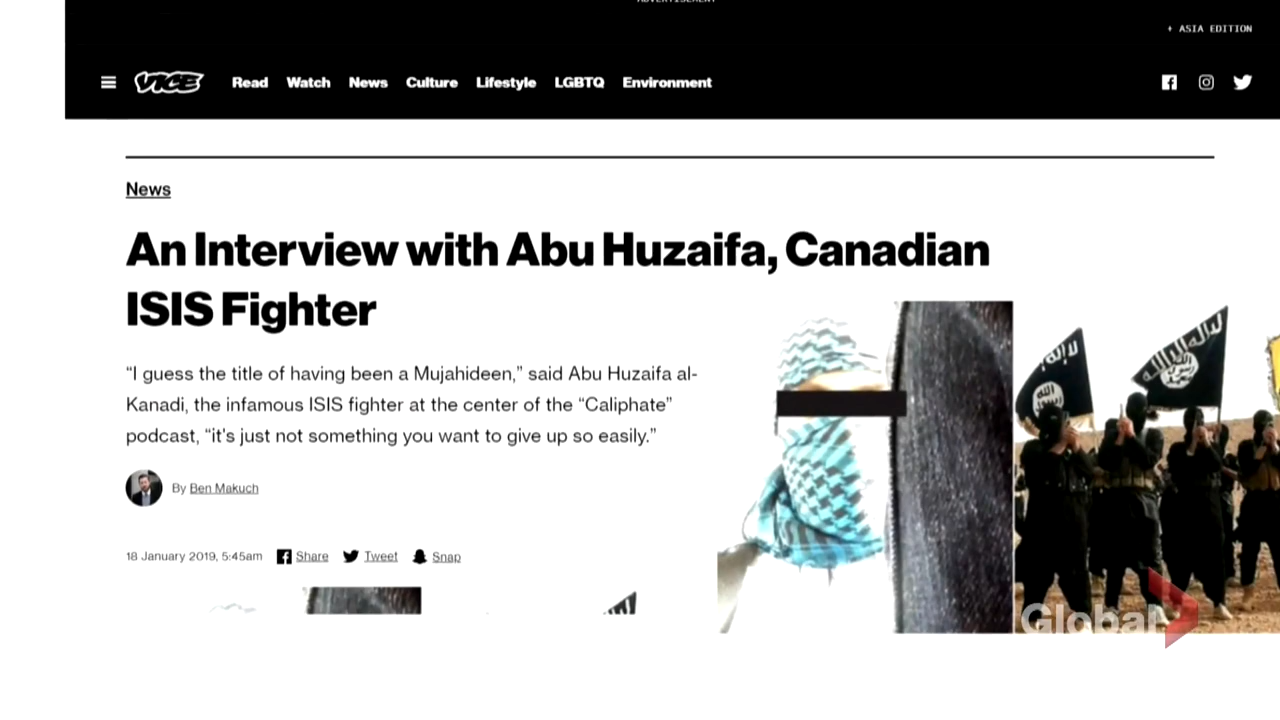 + ASIA EDITION
VICE Read Watch News Culture Lifestyle LGBTQ Environment
News
An Interview with Abu Huzaifa, Canadian
ISIS Fighter
“I guess the title of having been a Mujahideen,” said Abu Huzaifa al-
Kanadi, the infamous ISIS fighter at the center of the “Caliphate”
podcast, “it's just not something you want to give up so easily.”
By Ben Makuch
18 January 2019, 5:45am Share Tweet Snap
Global